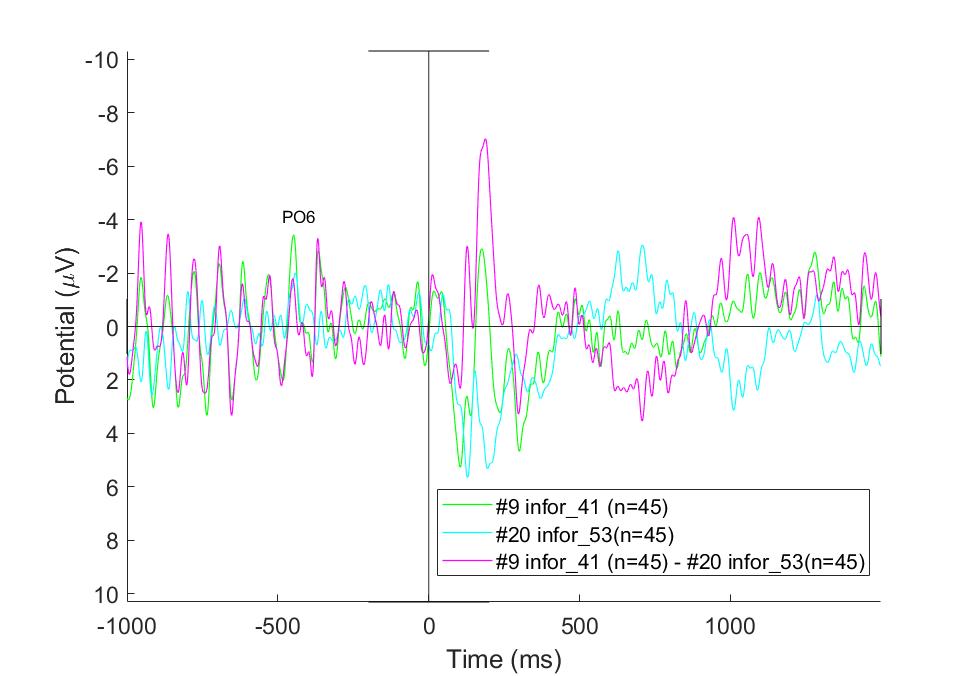 -10
-8
-6
-4
-2
0
2
4
6
8
10
Potential (μV)
PO6
#9 infor_41 (n=45)
#20 infor_53(n=45)
#9 infor_41 (n=45) - #20 infor_53(n=45)
-1000 -500 0 500 1000
Time (ms)